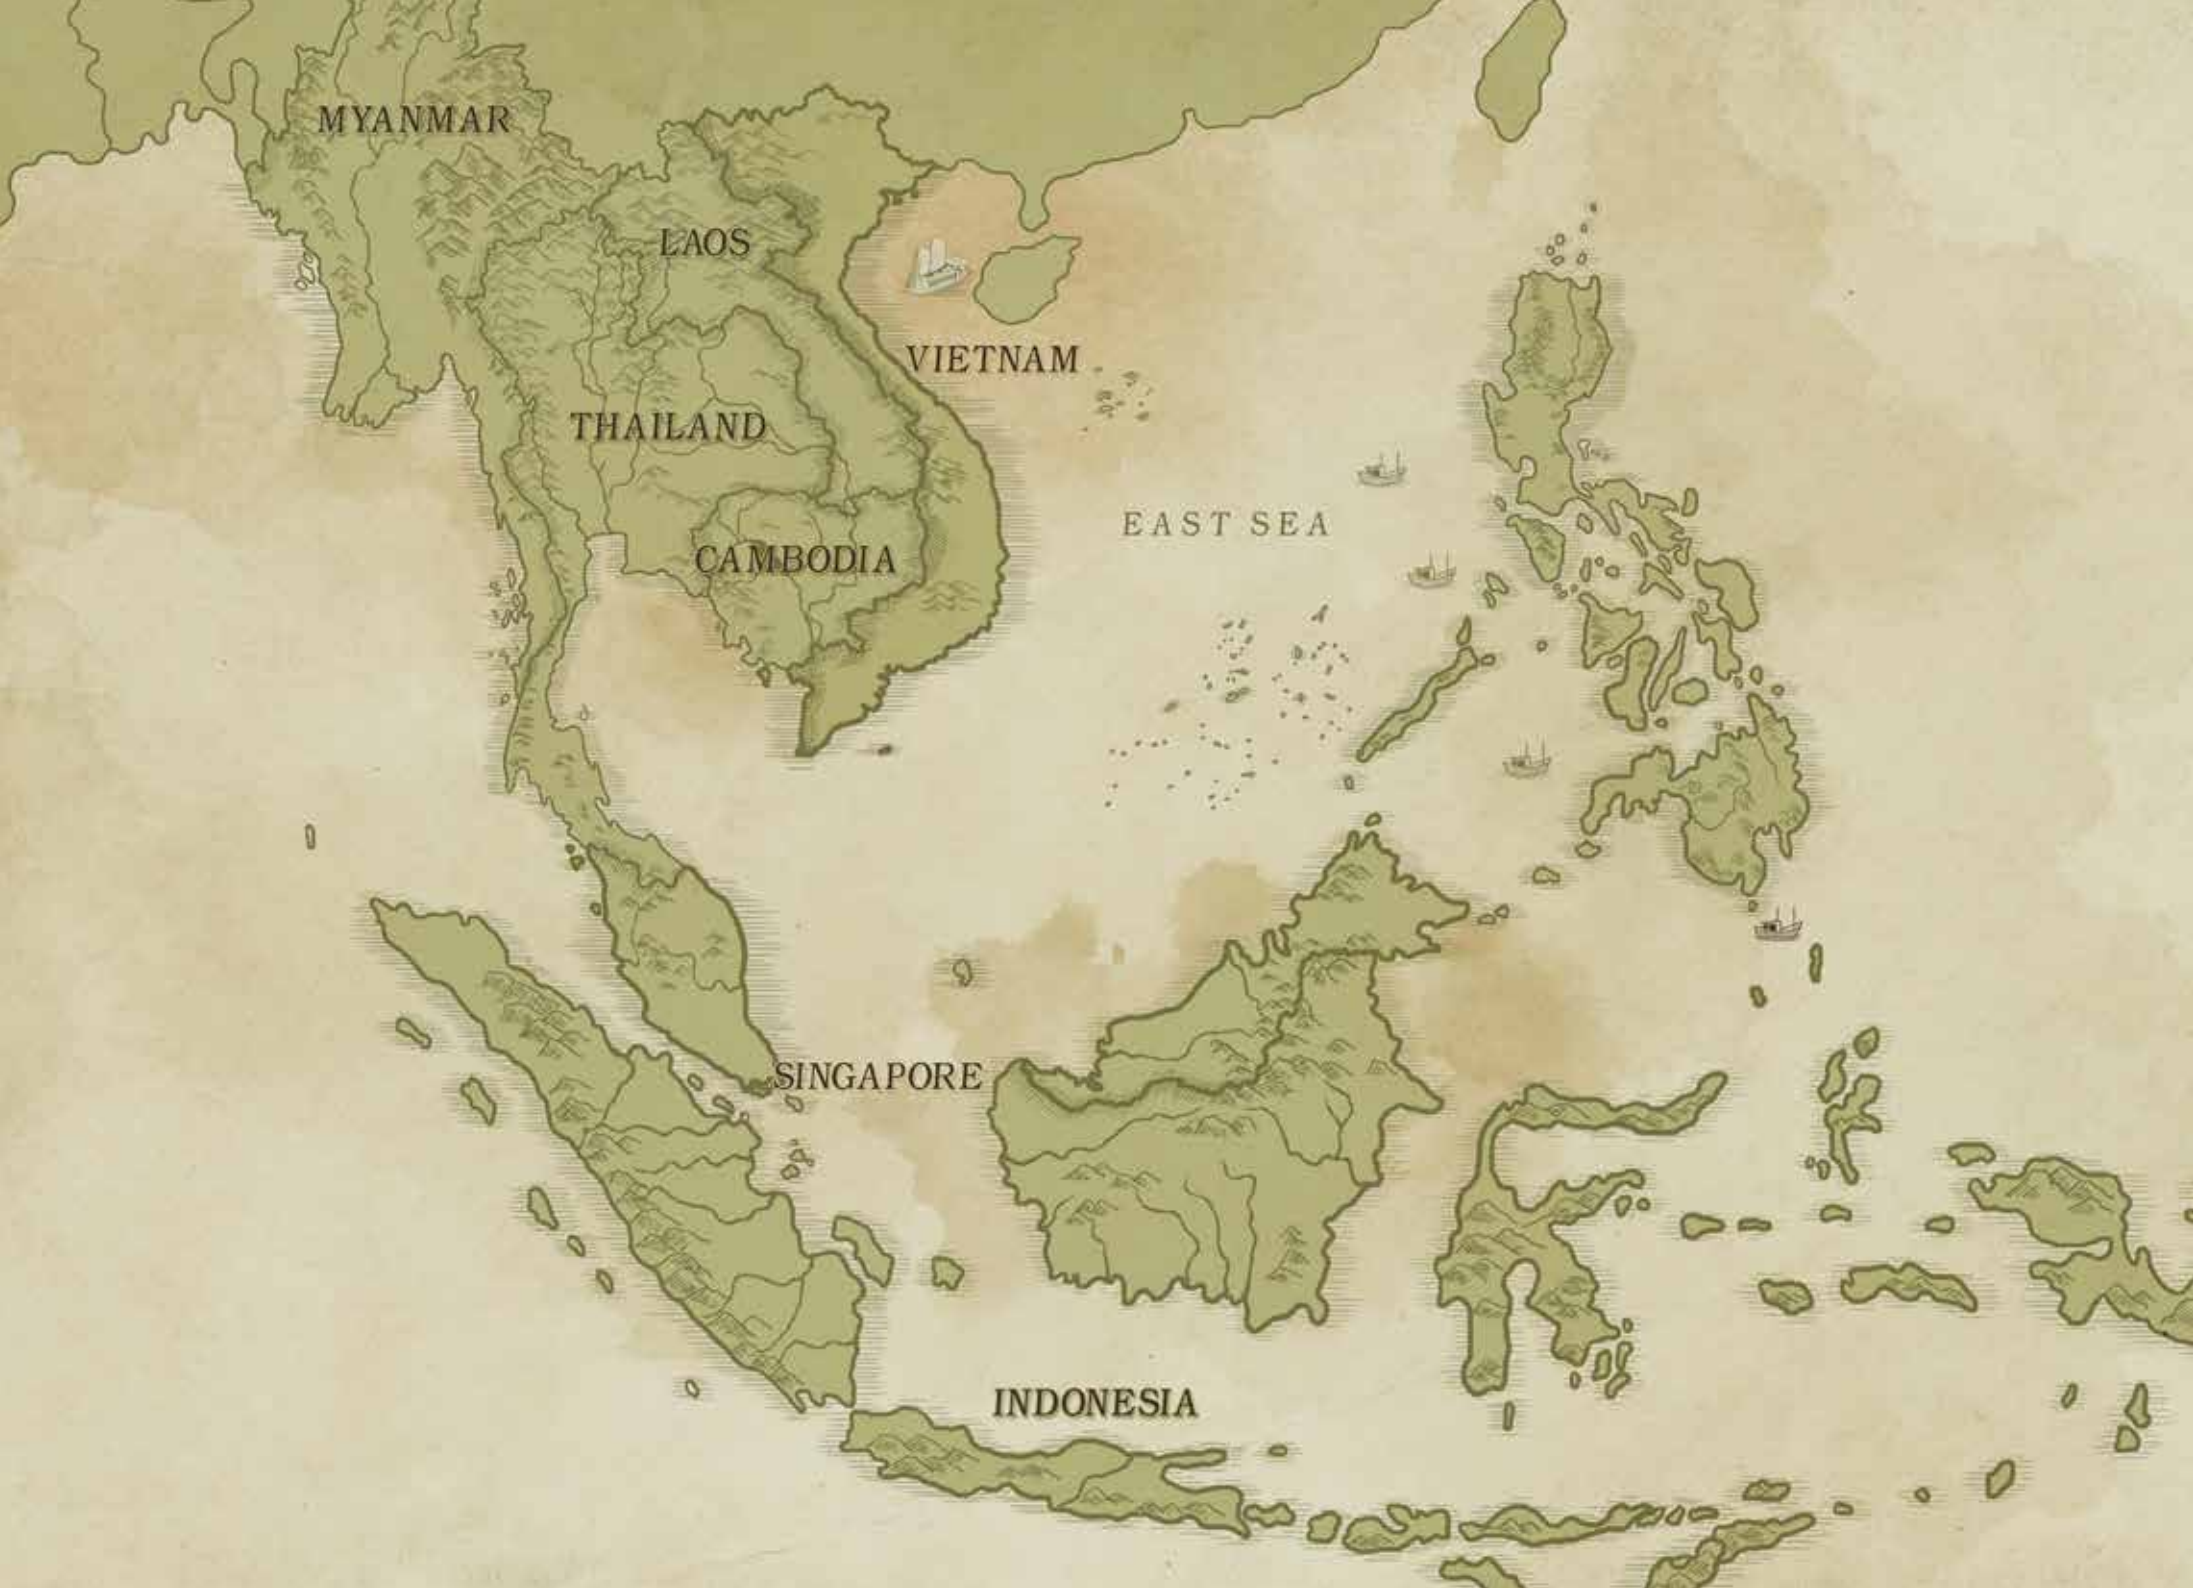 MYANMAR
LAOS
VIETNAM
THAILAND
EAST SEA
CAMBODIA
SINGAPORE
INDONESIA